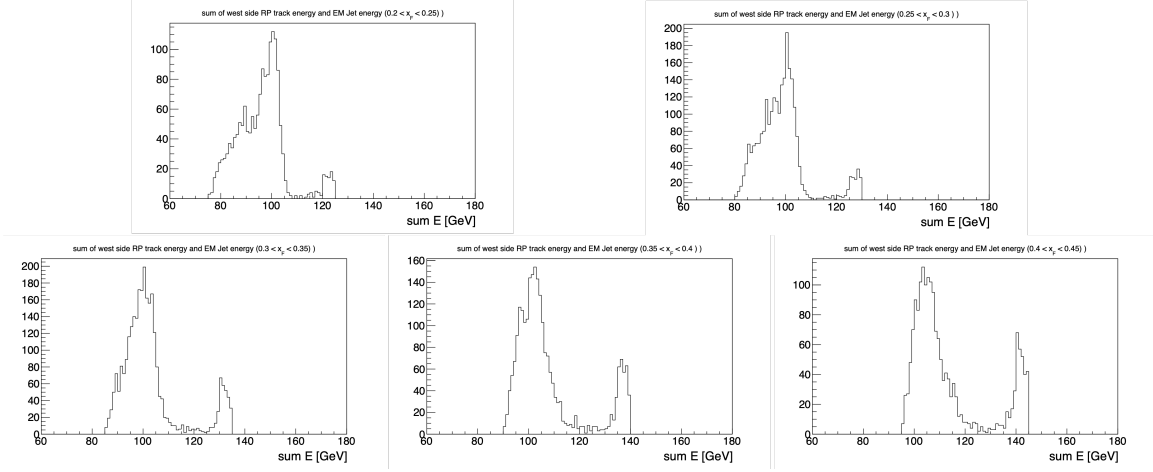 sum of west side RP track energy and EM Jet energy (0.2 < x_F < 0.25) )
100
80
60
40
20
0
60 80 100 120 140 160 180
sum E [GeV]
sum of west side RP track energy and EM Jet energy (0.25 < x_F < 0.3 ) )
200
180
160
140
120
100
80
60
40
20
0
60 80 100 120 140 160 180
sum E [GeV]
sum of west side RP track energy and EM Jet energy (0.3 < x_F < 0.35) )
200
180
160
140
120
100
80
60
40
20
0
60 80 100 120 140 160 180
sum E [GeV]
sum of west side RP track energy and EM Jet energy (0.35 < x_F < 0.4 ) )
160
140
120
100
80
60
40
20
0
60 80 100 120 140 160 180
sum E [GeV]
sum of west side RP track energy and EM Jet energy (0.4 < x_F < 0.45) )
100
80
60
40
20
0
60 80 100 120 140 160 180
sum E [GeV]